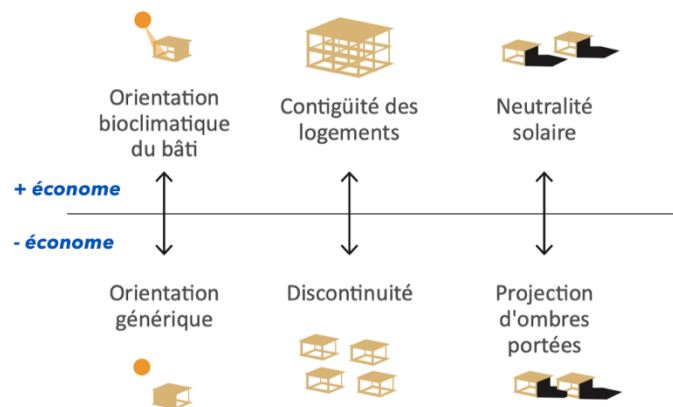 Orientation
bioclimatique
du bâti
Contigüité des
logements
Neutralité
solaire
+ économe
- économe
Orientation
générique
Discontinuité
Projection
d'ombres
portées